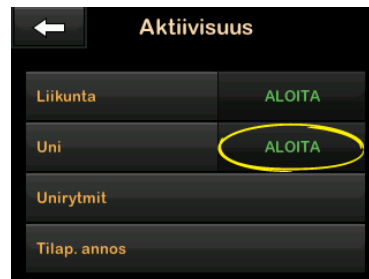 Aktiivisuus
Liikunta ALOITA
Uni ALOITA
Unirytmit
Tilap. annos